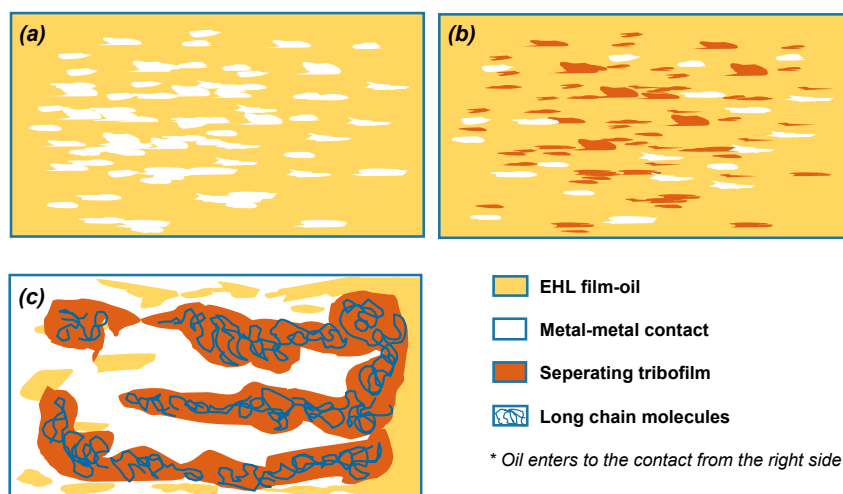 (a)
(b)
(c)
EHL film-oil
Metal-metal contact
Seperating tribofilm
Long chain molecules
* Oil enters to the contact from the right side